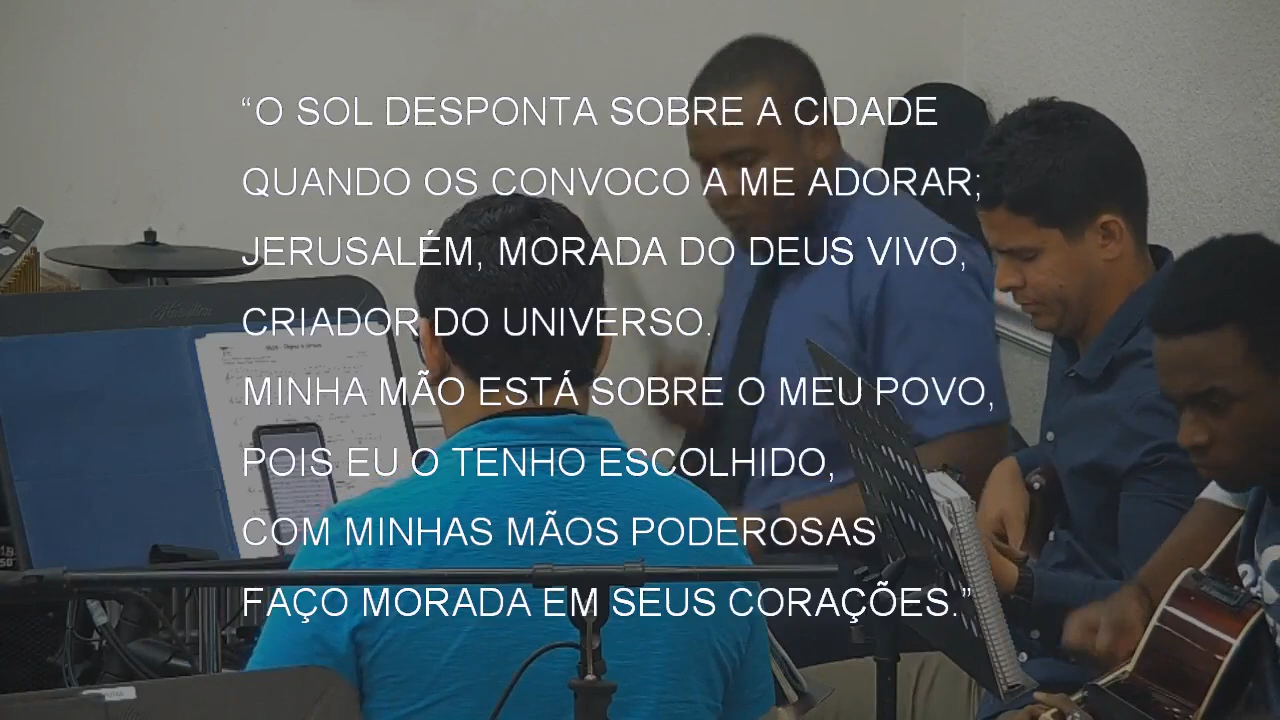 “O SOL DESPONTA SOBRE A CIDADE
QUANDO OS CONVOCO A ME ADORAR;
JERUSALÉM, MORADA DO DEUS VIVO,
CRIADOR DO UNIVERSO.
MINHA MÃO ESTÁ SOBRE O MEU POVO,
POIS EU O TENHO ESCOLHIDO,
COM MINHAS MÃOS PODEROSAS
FAÇO MORADA EM SEUS CORAÇÕES.”